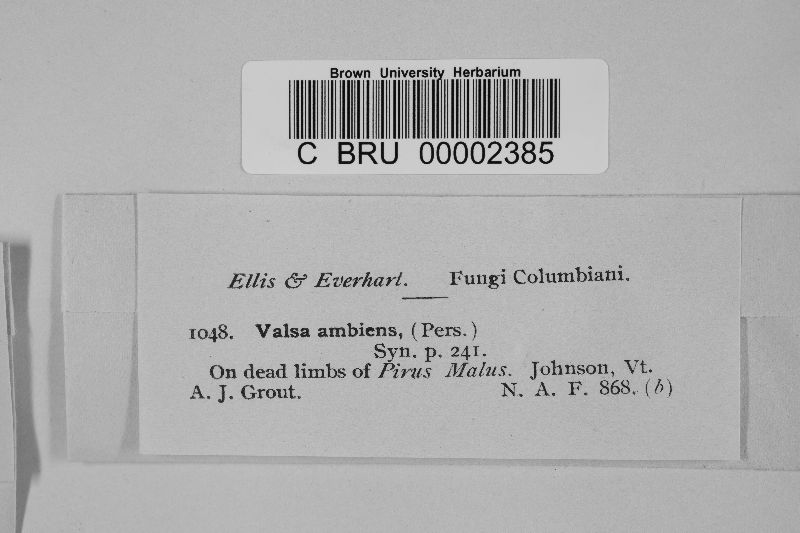 Brown University Herbarium
C BRU 00002385
Ellis & Everhart. Fungi Columbiani.
1048. Valsa ambiens, (Pers.)
Syn. p. 241.
On dead limbs of Pirus Malus. Johnson, Vt.
A. J. Grout. N. A. F. 868. (b)